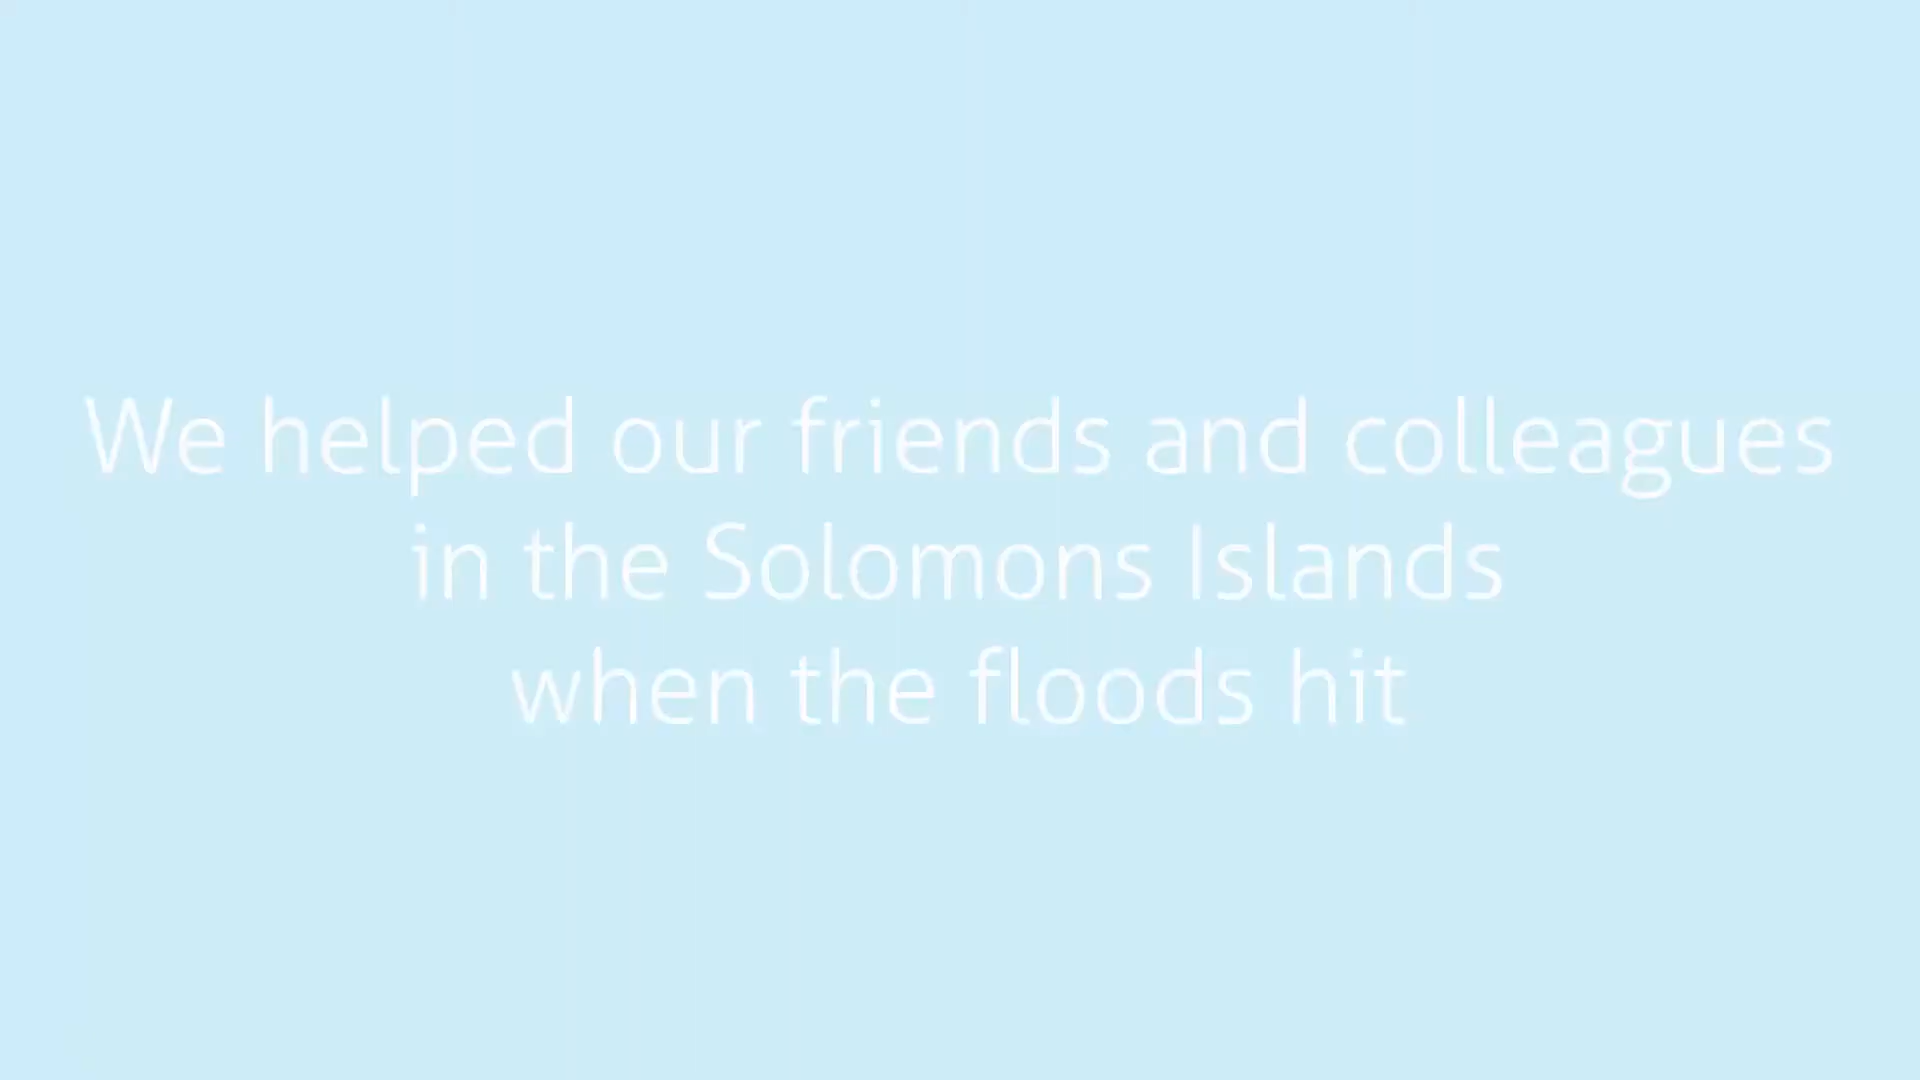 We helped our friends and colleagues
in the Solomons Islands
when the floods hit